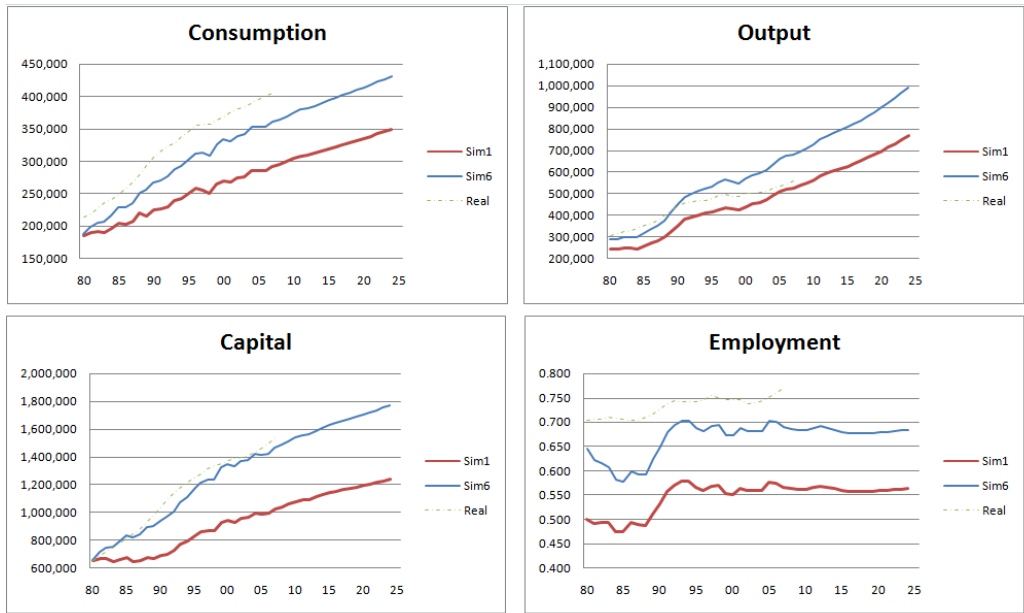 Consumption
450,000
400,000
350,000
300,000
250,000
200,000
150,000
80 85 90 95 00 05 10 15 20 25
Sim1
Sim6
Real
Output
1,100,000
1,000,000
900,000
800,000
700,000
600,000
500,000
400,000
300,000
200,000
80 85 90 95 00 05 10 15 20 25
Sim1
Sim6
Real
Capital
2,000,000
1,800,000
1,600,000
1,400,000
1,200,000
1,000,000
800,000
600,000
80 85 90 95 00 05 10 15 20 25
Sim1
Sim6
Real
Employment
0.800
0.750
0.700
0.650
0.600
0.550
0.500
0.450
0.400
80 85 90 95 00 05 10 15 20 25
Sim1
Sim6
Real